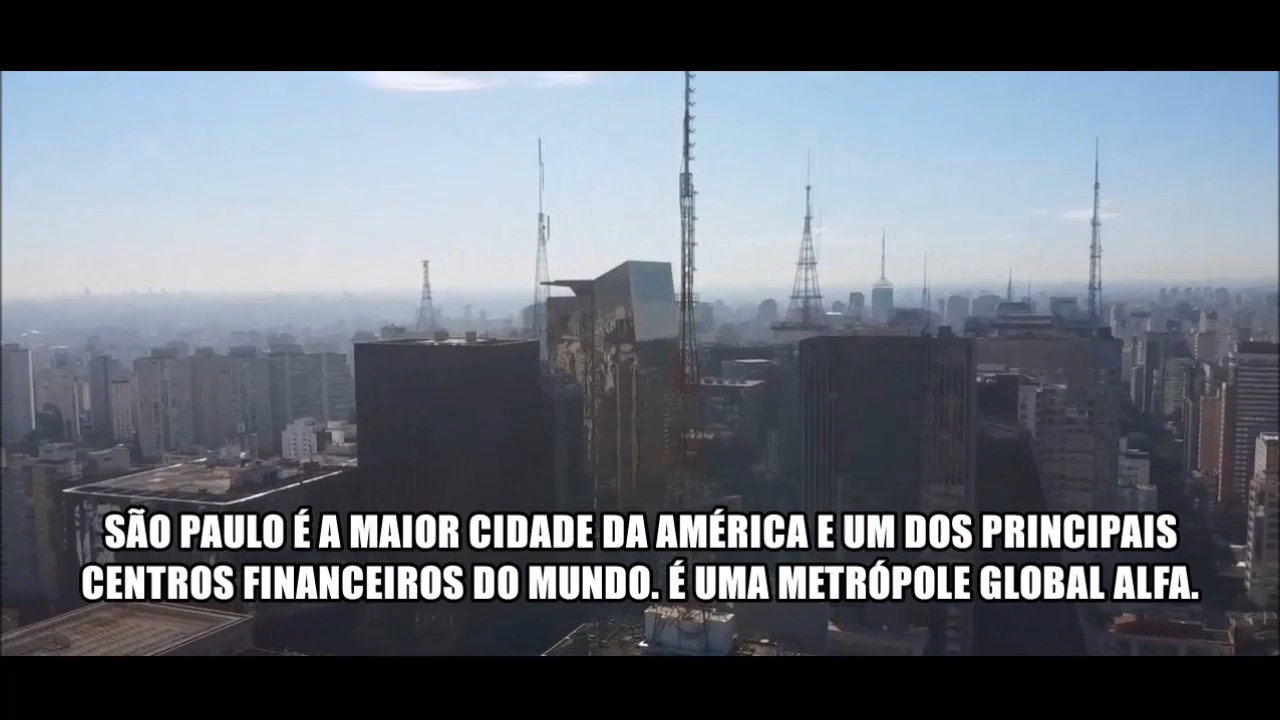 SÃO PAULO É A MAIOR CIDADE DA AMÉRICA E UM DOS PRINCIPAIS
CENTROS FINANCEIROS DO MUNDO. É UMA METRÓPOLE GLOBAL ALFA.